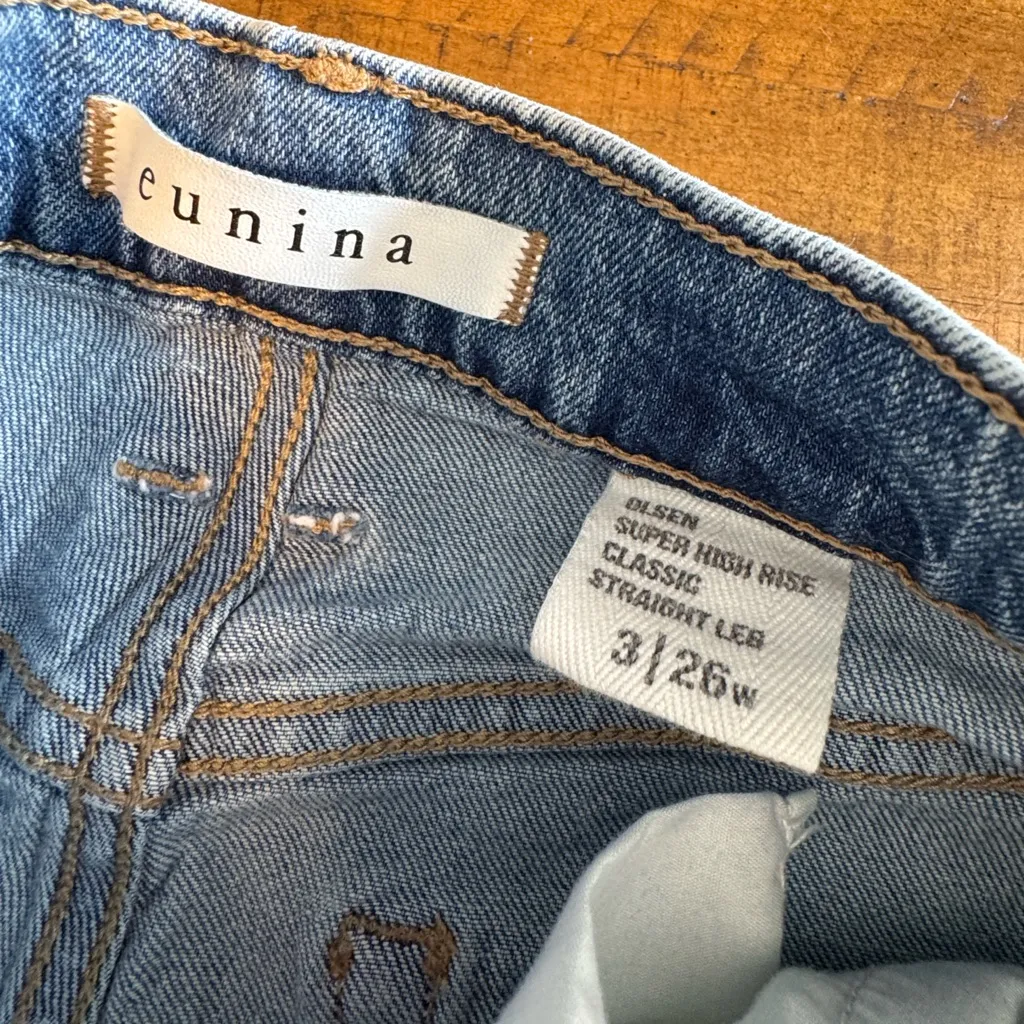 eunina
OLSEN
SUPER HIGH RISE
CLASSIC
STRAIGHT LEG
3|26W